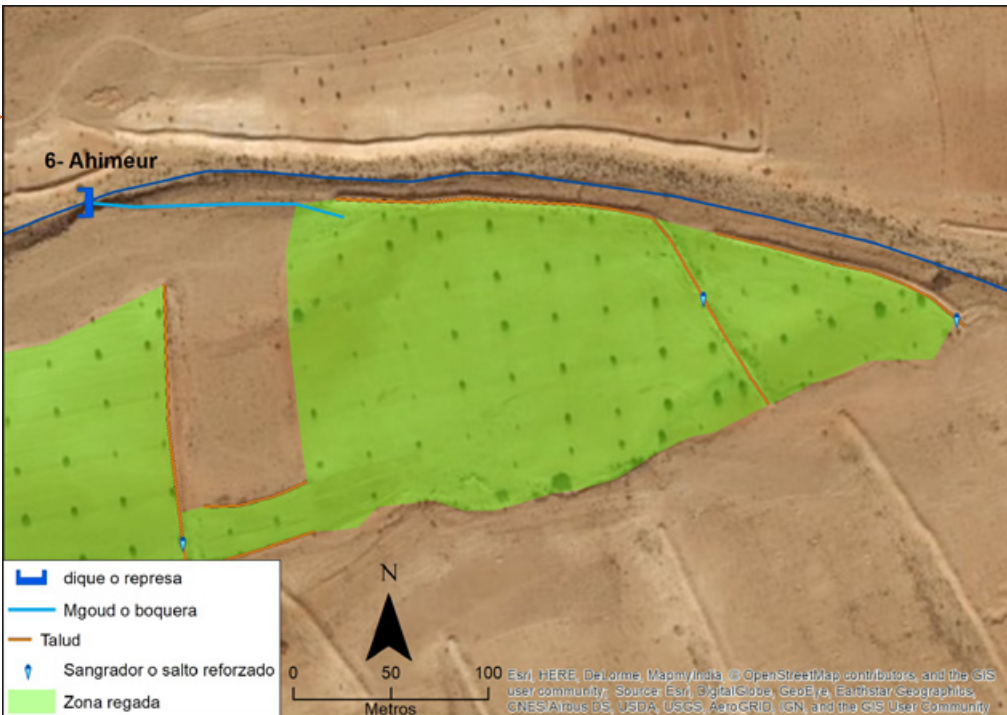 6- Ahimeur
dique o represa
Mgoud o boquera
Talud
Sangrador o salto reforzado
Zona regada
N
0 50 100
Metros
Esri, HERE, DeLorme, MapmyIndia, © OpenStreetMap contributors, and the GIS
user community; Source: Esri, DigitalGlobe, GeoEye, Earthstar Geographics,
CNES/Airbus DS, USDA, USGS, AeroGRID, IGN, and the GIS User Community